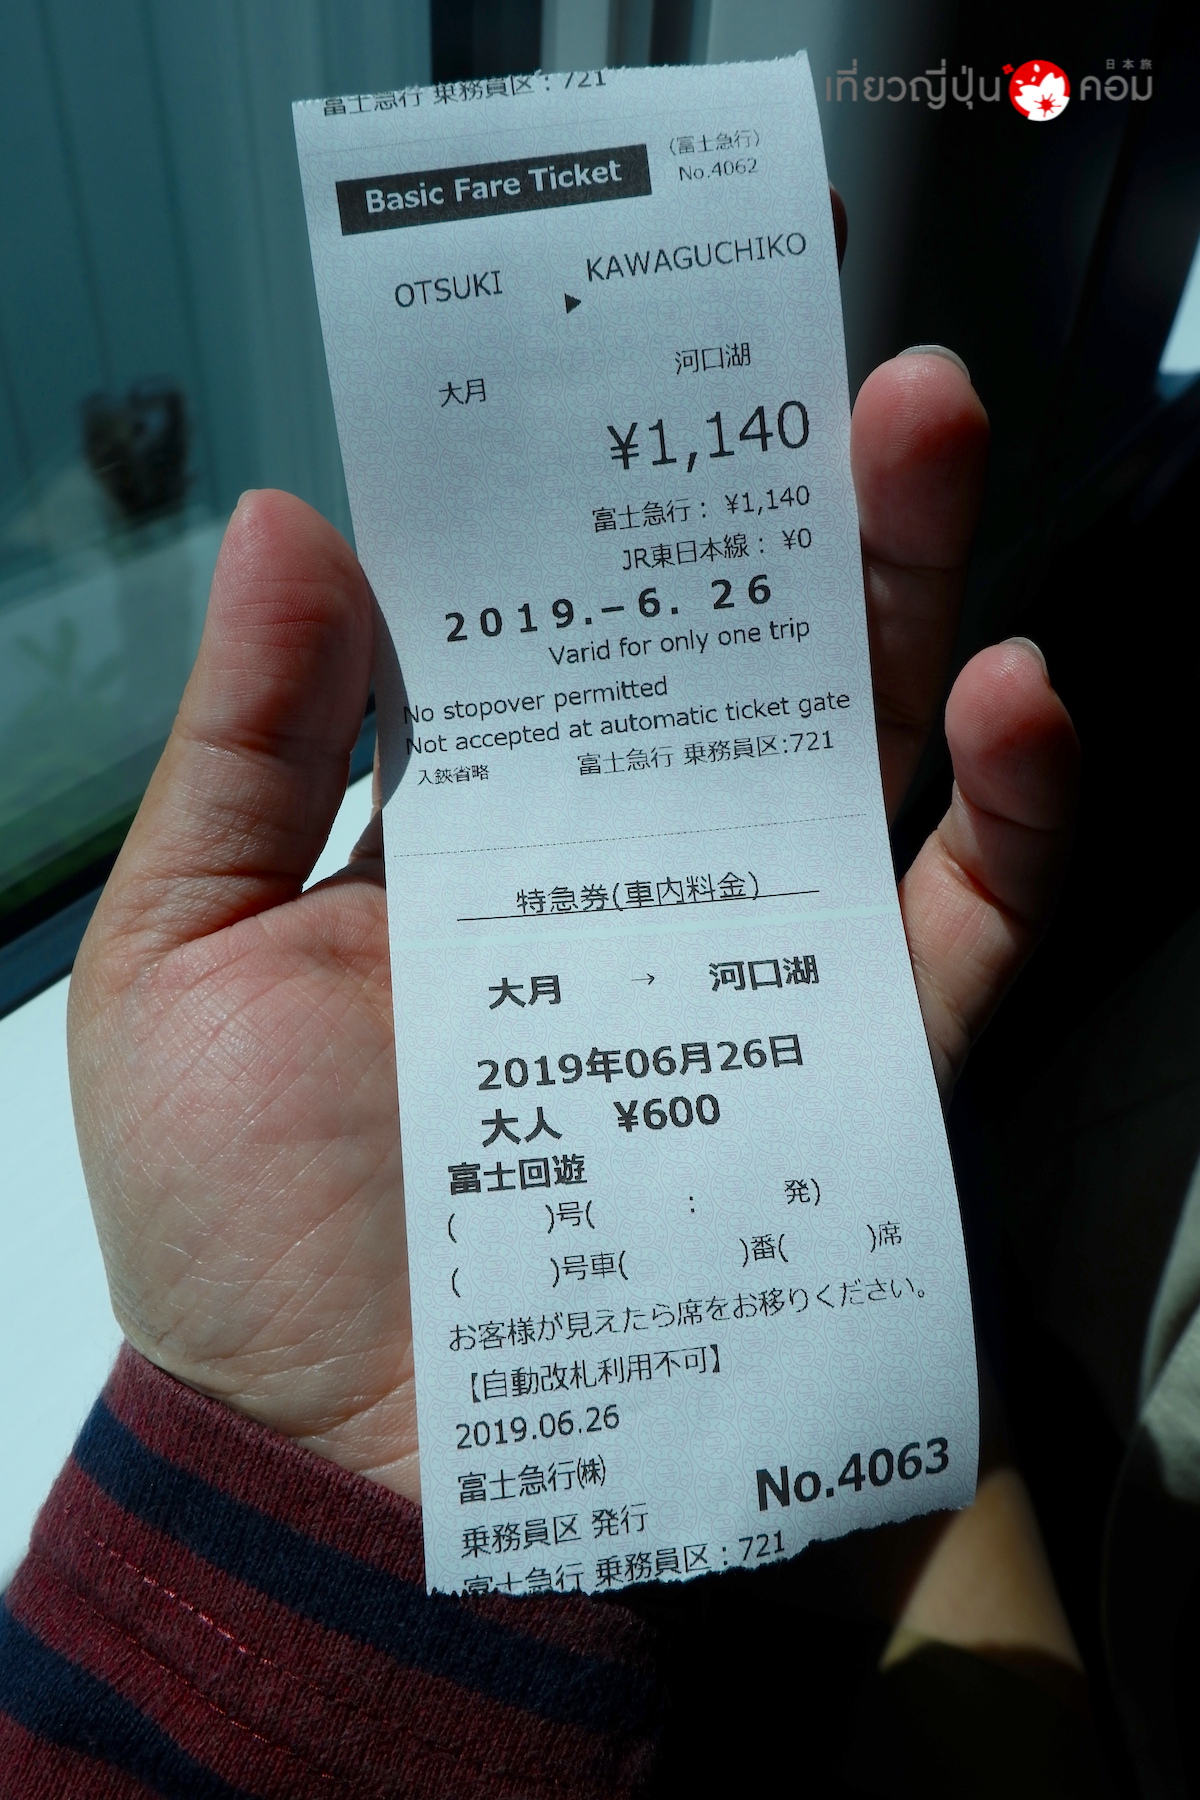 เที่ยวญี่ปุ่น คอม
日本旅
富士急行 乗務員区：721
Basic Fare Ticket
(富士急行)
No.4062
OTSUKI ▶ KAWAGUCHIKO
大月 河口湖
¥1,140
富士急行： ¥1,140
JR東日本線： ¥0
2019.-6. 26
Varid for only one trip
No stopover permitted
Not accepted at automatic ticket gate
入鋏省略 富士急行 乗務員区:721
特急券(車内料金)
大月 → 河口湖
2019年06月26日
大人 ¥600
富士回遊
( )号( : 発)
( )号車( )番( )席
お客様が見えたら席をお移りください。
【自動改札利用不可】
2019.06.26
富士急行㈱
乗務員区 発行
No.4063
富士急行 乗務員区：721